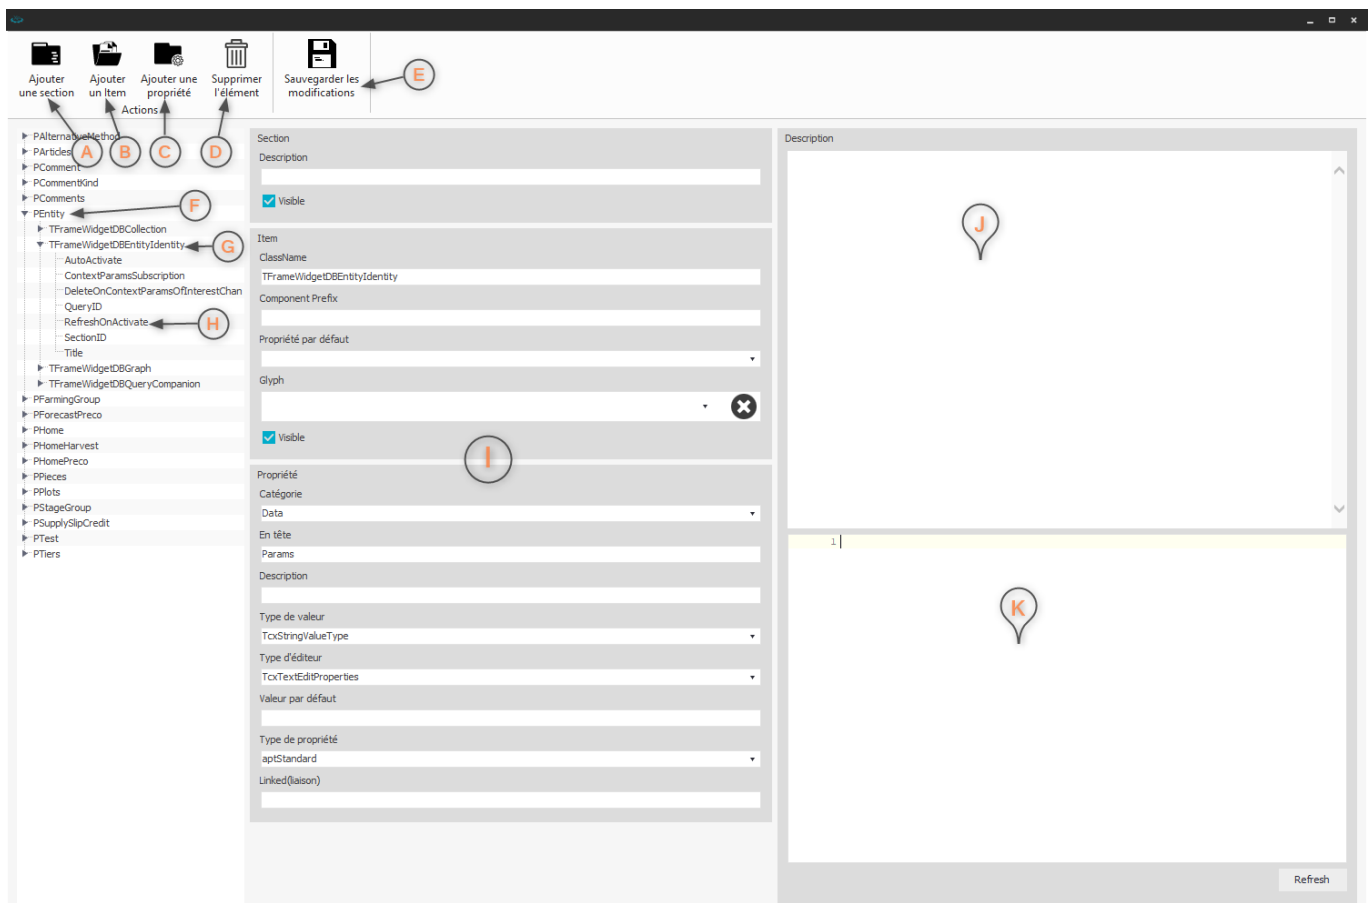 Ajouter
une section
Ajouter
un Item
Ajouter une
propriété
Supprimer
l'élément
Sauvegarder les
modifications
Actions
E
A
B
C
D
PAlternativeMethod
PArticles
PComment
PCommentKind
PComments
PEntity
F
TFrameWidgetDBCollection
TFrameWidgetDBEntityIdentity
G
AutoActivate
ContextParamsSubscription
DeleteOnContextParamsOfInterestChan
QueryID
RefreshOnActivate
H
SectionID
Title
TFrameWidgetDBGraph
TFrameWidgetDBQueryCompanion
PFarmingGroup
PForecastPreco
PHome
PHomeHarvest
PHomePreco
PPieces
PPlots
PStageGroup
PSupplySlipCredit
PTest
PTiers
Section
Description
Visible
Item
ClassName
TFrameWidgetDBEntityIdentity
Component Prefix
Propriété par défaut
Glyph
Visible
I
Propriété
Catégorie
Data
En tête
Params
Description
Type de valeur
TcxStringValueType
Type d'éditeur
TcxTextEditProperties
Valeur par défaut
Type de propriété
aptStandard
Linked(liaison)
Description
J
1
K
Refresh